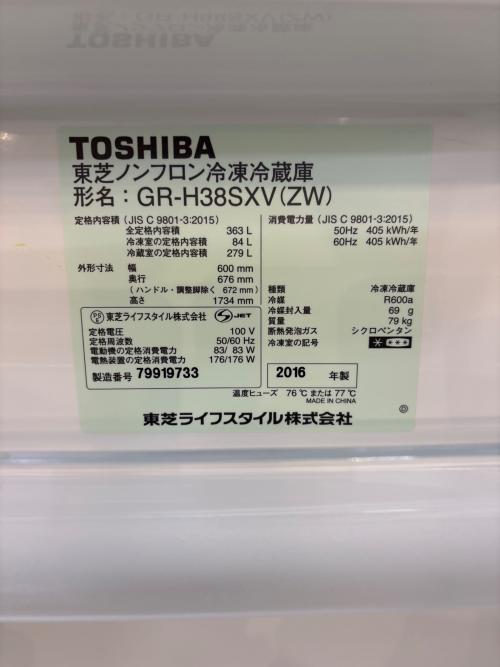 TOSHIBA
東芝ノンフロン冷凍冷蔵庫
形名：GR-H38SXV(ZW)
定格内容積 (JIS C 9801-3:2015)
全定格内容積 363 L
冷凍室の定格内容積 84 L
冷蔵室の定格内容積 279 L
外形寸法 幅 600 mm
奥行 676 mm
(ハンドル・調整脚除く 672 mm)
高さ 1734 mm
消費電力量 (JIS C 9801-3:2015)
50Hz 405 kWh/年
60Hz 405 kWh/年
種類 冷凍冷蔵庫
冷媒 R600a
冷媒封入量 69 g
質量 79 kg
断熱発泡ガス シクロペンタン
冷凍室の記号
PS E 東芝ライフスタイル株式会社 S JET
定格電圧 100 V
定格周波数 50/60 Hz
電動機の定格消費電力 83/ 83 W
電熱装置の定格消費電力 176/176 W
製造番号 79919733
2016 年製
温度ヒューズ 76℃ または 77℃
MADE IN CHINA
東芝ライフスタイル株式会社